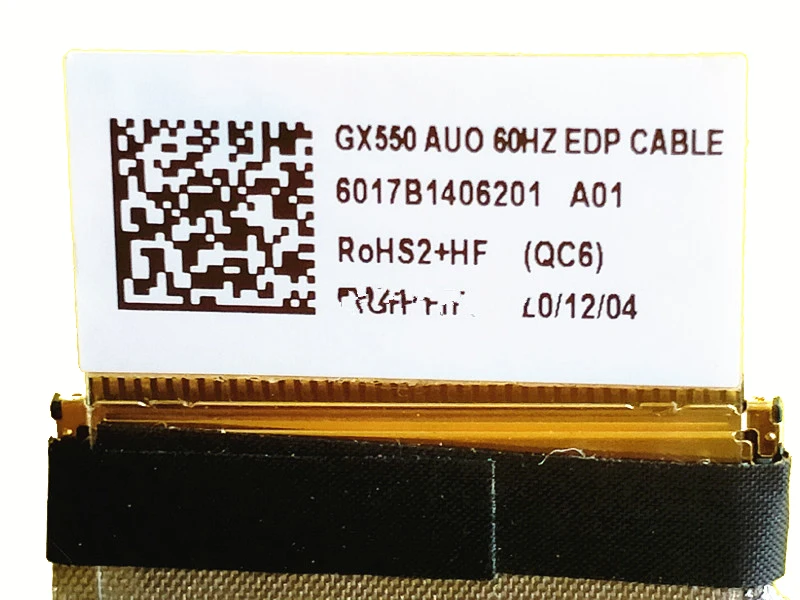 GX550 AUO 60HZ EDP CABLE
6017B1406201 A01
RoHS2+HF (QC6)
20/12/04